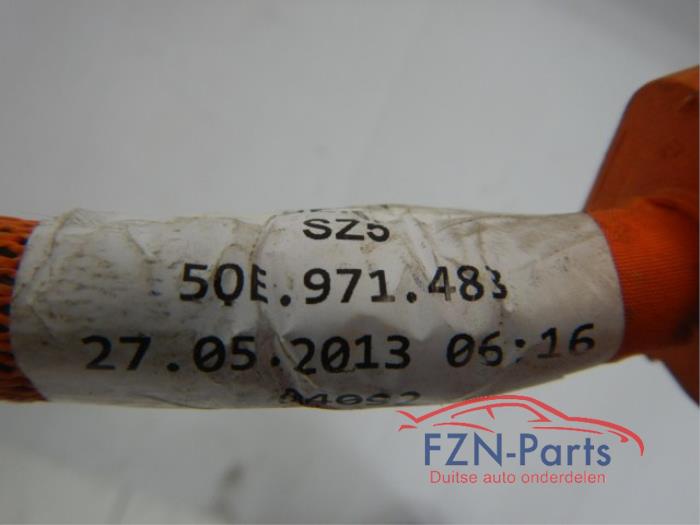 SZ5
5QE.971.483
27.05.2013 06:16
FZN-Parts
Duitse auto onderdelen